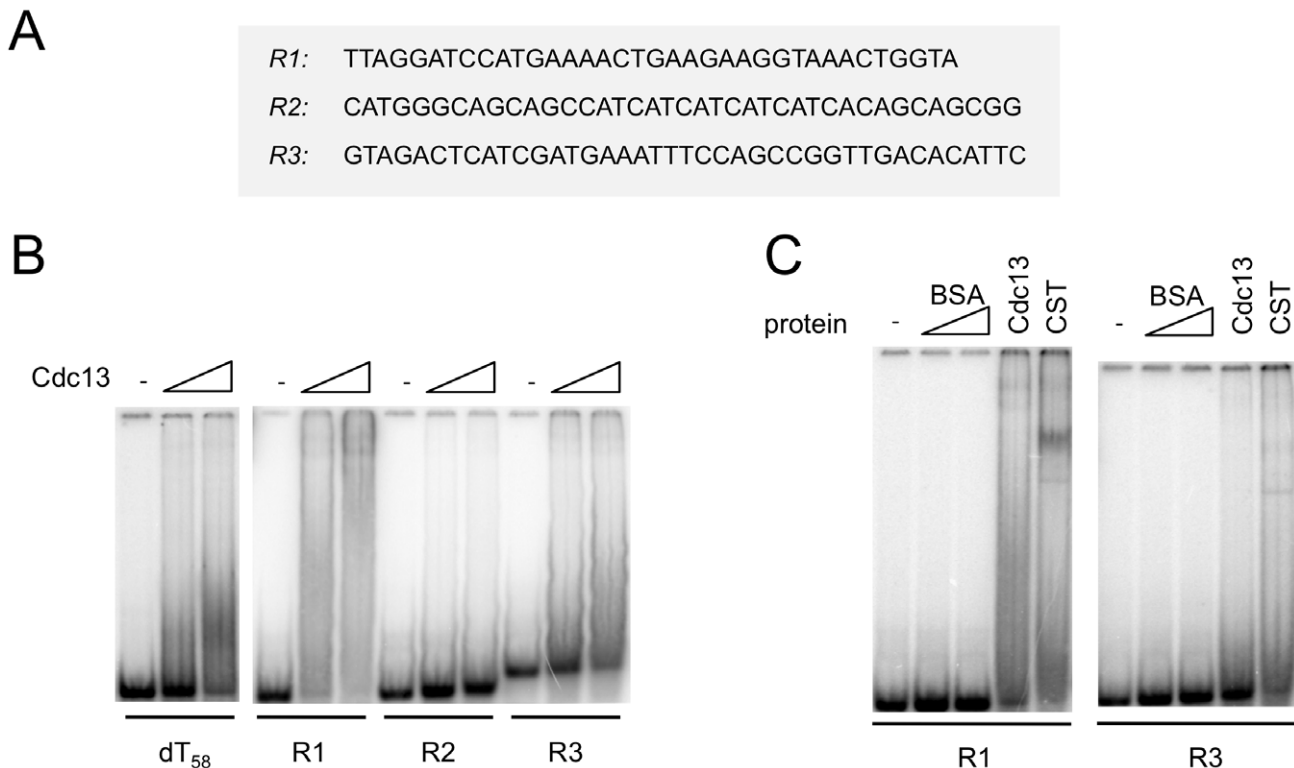 A
R1: TTAGGATCCATGAAAACTGAAGAAGGTAAACTGGTA
R2: CATGGGCAGCAGCCATCATCATCATCATCACAGCAGCGG
R3: GTAGACTCATCGATGAAATTTCCAGCCGGTTGACACATTC
B
Cdc13 - - - -
dT58 R1 R2 R3
C
protein - BSA Cdc13 CST - BSA Cdc13 CST
R1 R3